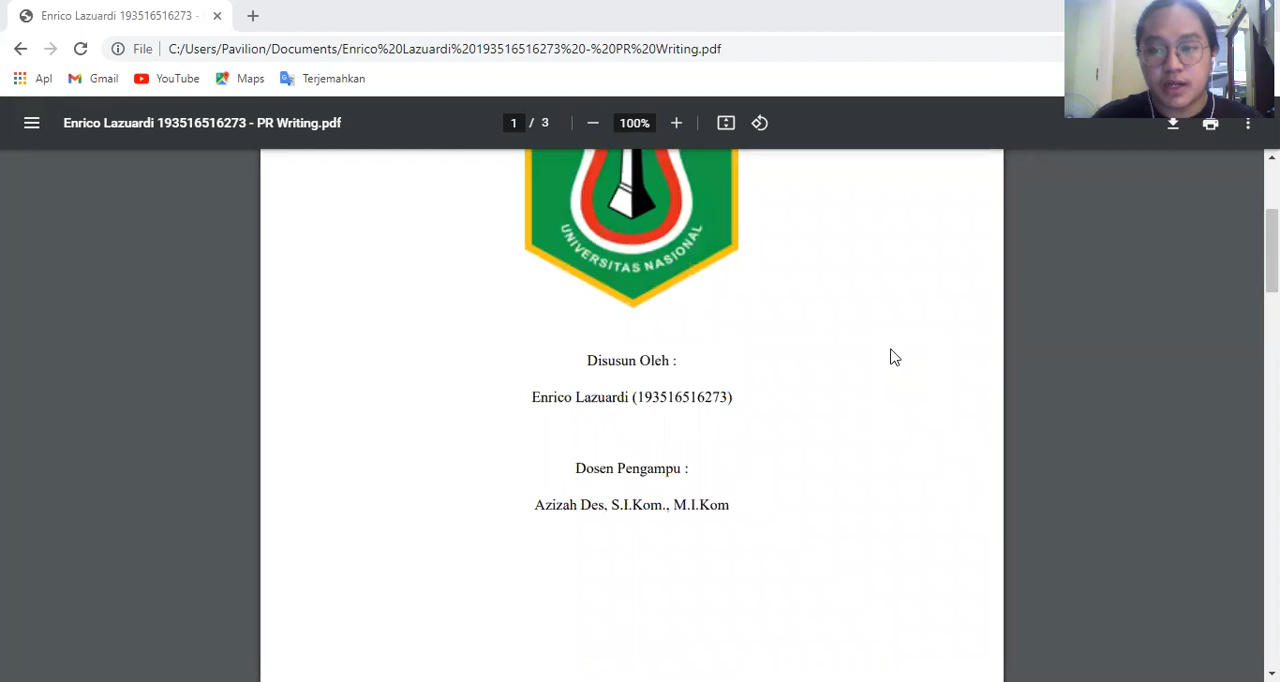 Enrico Lazuardi 193516516273 -
File C:/Users/Pavilion/Documents/Enrico%20Lazuardi%20193516516273%20-%20PR%20Writing.pdf
Apl Gmail YouTube Maps Terjemahkan
Enrico Lazuardi 193516516273 - PR Writing.pdf 1 / 3 100%
UNIVERSITAS NASIONAL
Disusun Oleh :
Enrico Lazuardi (193516516273)
Dosen Pengampu :
Azizah Des, S.I.Kom., M.I.Kom